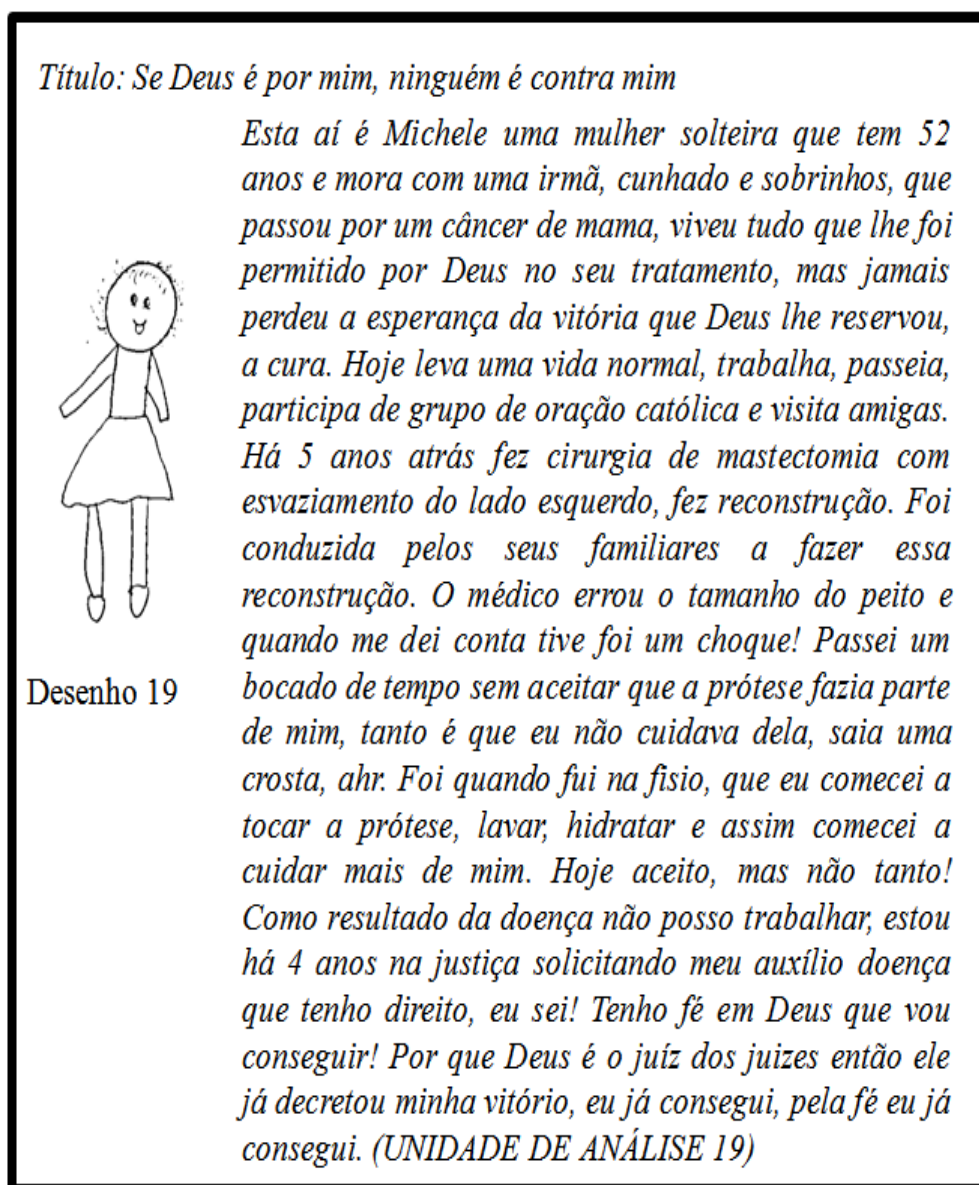 Título: Se Deus é por mim, ninguém é contra mim
Esta aí é Michele uma mulher solteira que tem 52
anos e mora com uma irmã, cunhado e sobrinhos, que
passou por um câncer de mama, viveu tudo que lhe foi
permitido por Deus no seu tratamento, mas jamais
perdeu a esperança da vitória que Deus lhe reservou,
a cura. Hoje leva uma vida normal, trabalha, passeia,
participa de grupo de oração católica e visita amigas.
Há 5 anos atrás fez cirurgia de mastectomia com
esvaziamento do lado esquerdo, fez reconstrução. Foi
conduzida pelos seus familiares a fazer essa
reconstrução. O médico errou o tamanho do peito e
quando me dei conta tive foi um choque! Passei um
bocado de tempo sem aceitar que a prótese fazia parte
de mim, tanto é que eu não cuidava dela, saia uma
crosta, ahr. Foi quando fui na fisio, que eu comecei a
tocar a prótese, lavar, hidratar e assim comecei a
cuidar mais de mim. Hoje aceito, mas não tanto!
Como resultado da doença não posso trabalhar, estou
há 4 anos na justiça solicitando meu auxílio doença
que tenho direito, eu sei! Tenho fé em Deus que vou
conseguir! Por que Deus é o juíz dos juizes então ele
já decretou minha vitório, eu já consegui, pela fé eu já
consegui. (UNIDADE DE ANÁLISE 19)
Desenho 19